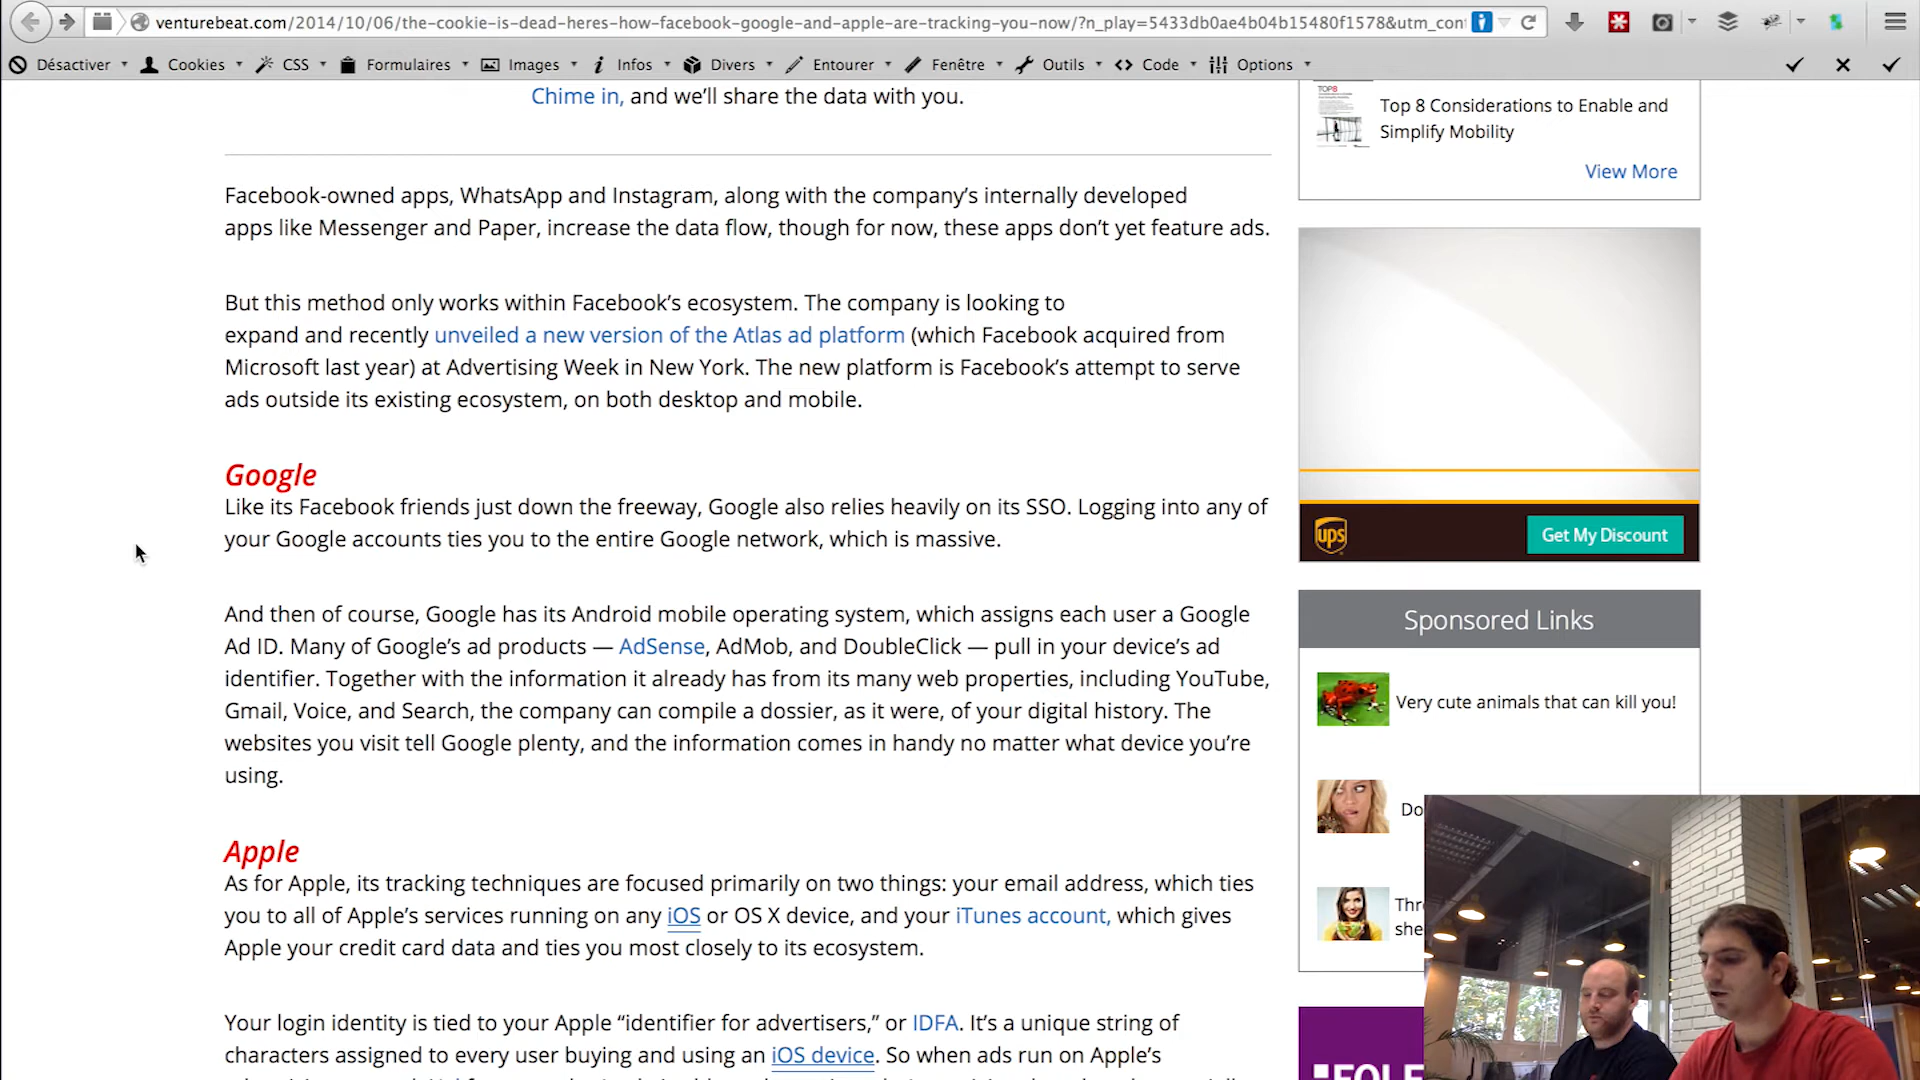 venturebeat.com/2014/10/06/the-cookie-is-dead-heres-how-facebook-google-and-apple-are-tracking-you-now/?n_play=5433db0ae4b04b15480f1578&utm_con
Désactiver Cookies CSS Formulaires Images Infos Divers Entourer Fenêtre Outils Code Options
Chime in, and we’ll share the data with you.
Facebook-owned apps, WhatsApp and Instagram, along with the company’s internally developed
apps like Messenger and Paper, increase the data flow, though for now, these apps don’t yet feature ads.
But this method only works within Facebook’s ecosystem. The company is looking to
expand and recently unveiled a new version of the Atlas ad platform (which Facebook acquired from
Microsoft last year) at Advertising Week in New York. The new platform is Facebook’s attempt to serve
ads outside its existing ecosystem, on both desktop and mobile.
Google
Like its Facebook friends just down the freeway, Google also relies heavily on its SSO. Logging into any of
your Google accounts ties you to the entire Google network, which is massive.
And then of course, Google has its Android mobile operating system, which assigns each user a Google
Ad ID. Many of Google’s ad products — AdSense, AdMob, and DoubleClick — pull in your device’s ad
identifier. Together with the information it already has from its many web properties, including YouTube,
Gmail, Voice, and Search, the company can compile a dossier, as it were, of your digital history. The
websites you visit tell Google plenty, and the information comes in handy no matter what device you’re
using.
Apple
As for Apple, its tracking techniques are focused primarily on two things: your email address, which ties
you to all of Apple’s services running on any iOS or OS X device, and your iTunes account, which gives
Apple your credit card data and ties you most closely to its ecosystem.
Your login identity is tied to your Apple “identifier for advertisers,” or IDFA. It’s a unique string of
characters assigned to every user buying and using an iOS device. So when ads run on Apple’s
TOP8
Top 8 Considerations to Enable and
Simplify Mobility
View More
ups
Get My Discount
Sponsored Links
Very cute animals that can kill you!
Do
Thr
she